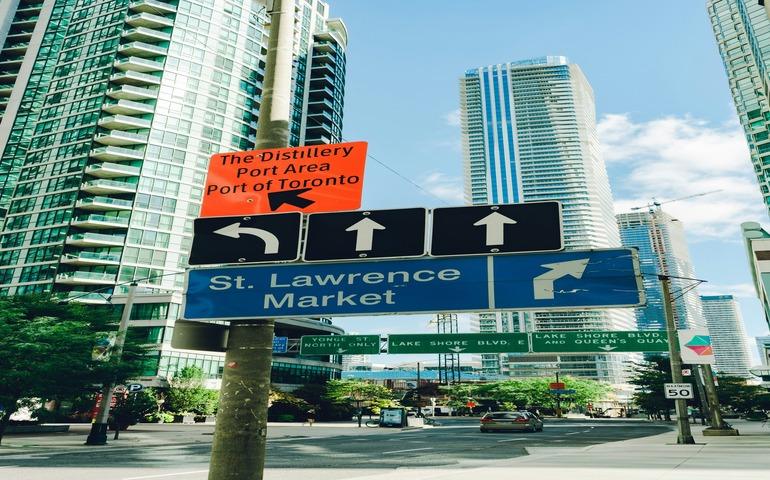 The Distillery
Port Area
Port of Toronto
St. Lawrence
Market
YONGE ST
NORTH ONLY
LAKE SHORE BLVD.
LAKE SHORE BLVD.
AND QUEENS QUAY
MAXIMUM
50